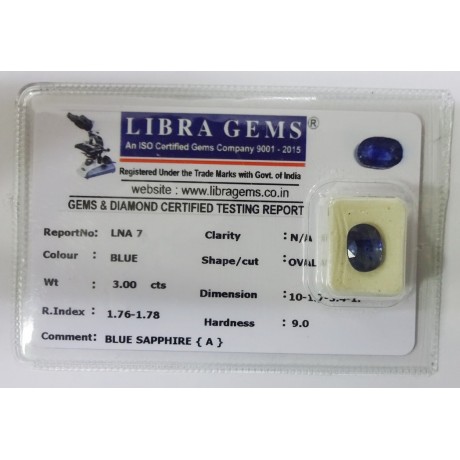 LIBRA GEMS ®
An ISO Certified Gems Company 9001 - 2015
Registered Under the Trade Marks with Govt. of India
website : www.libragems.co.in
GEMS & DIAMOND CERTIFIED TESTING REPORT
ReportNo: LNA 7 Clarity : N/A
Colour : BLUE Shape/cut : OVAL
Wt : 3.00 cts Dimension
R.Index : 1.76-1.78 Hardness : 9.0
Comment: BLUE SAPPHIRE { A }